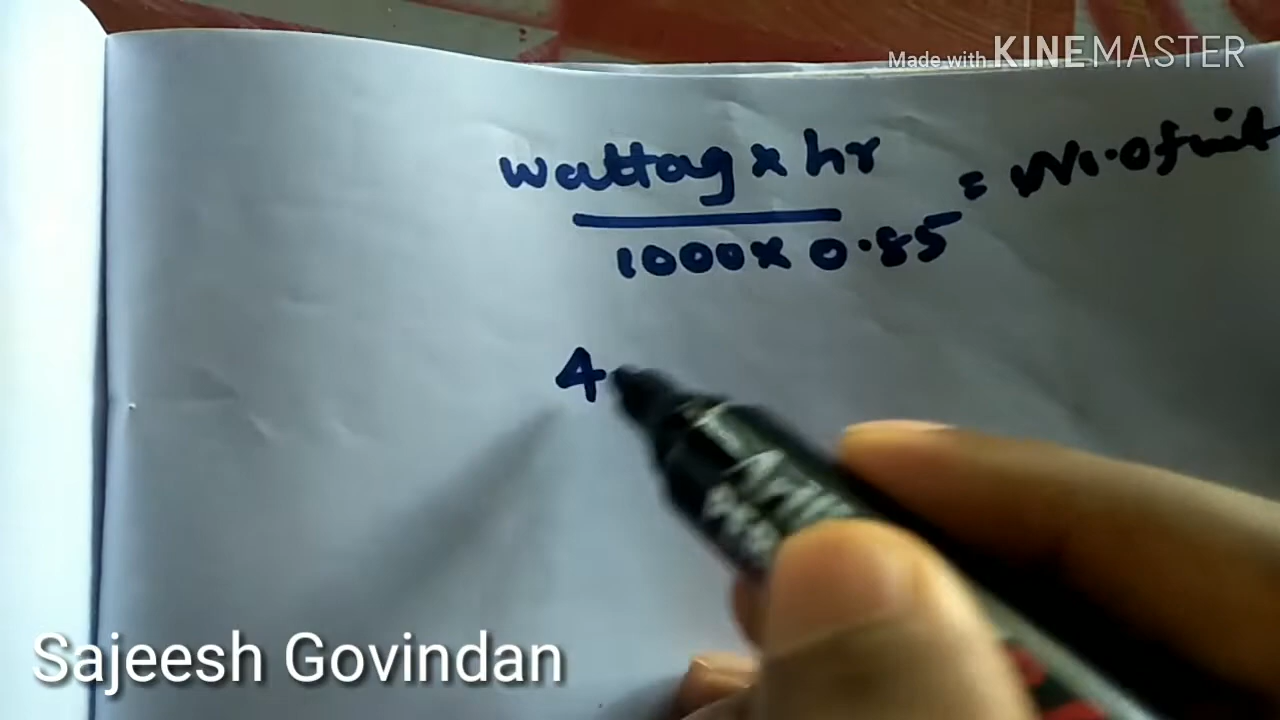 Made with KINEMASTER
wattag x hr = No.of unit
1000 x 0.85
4
Sajeesh Govindan